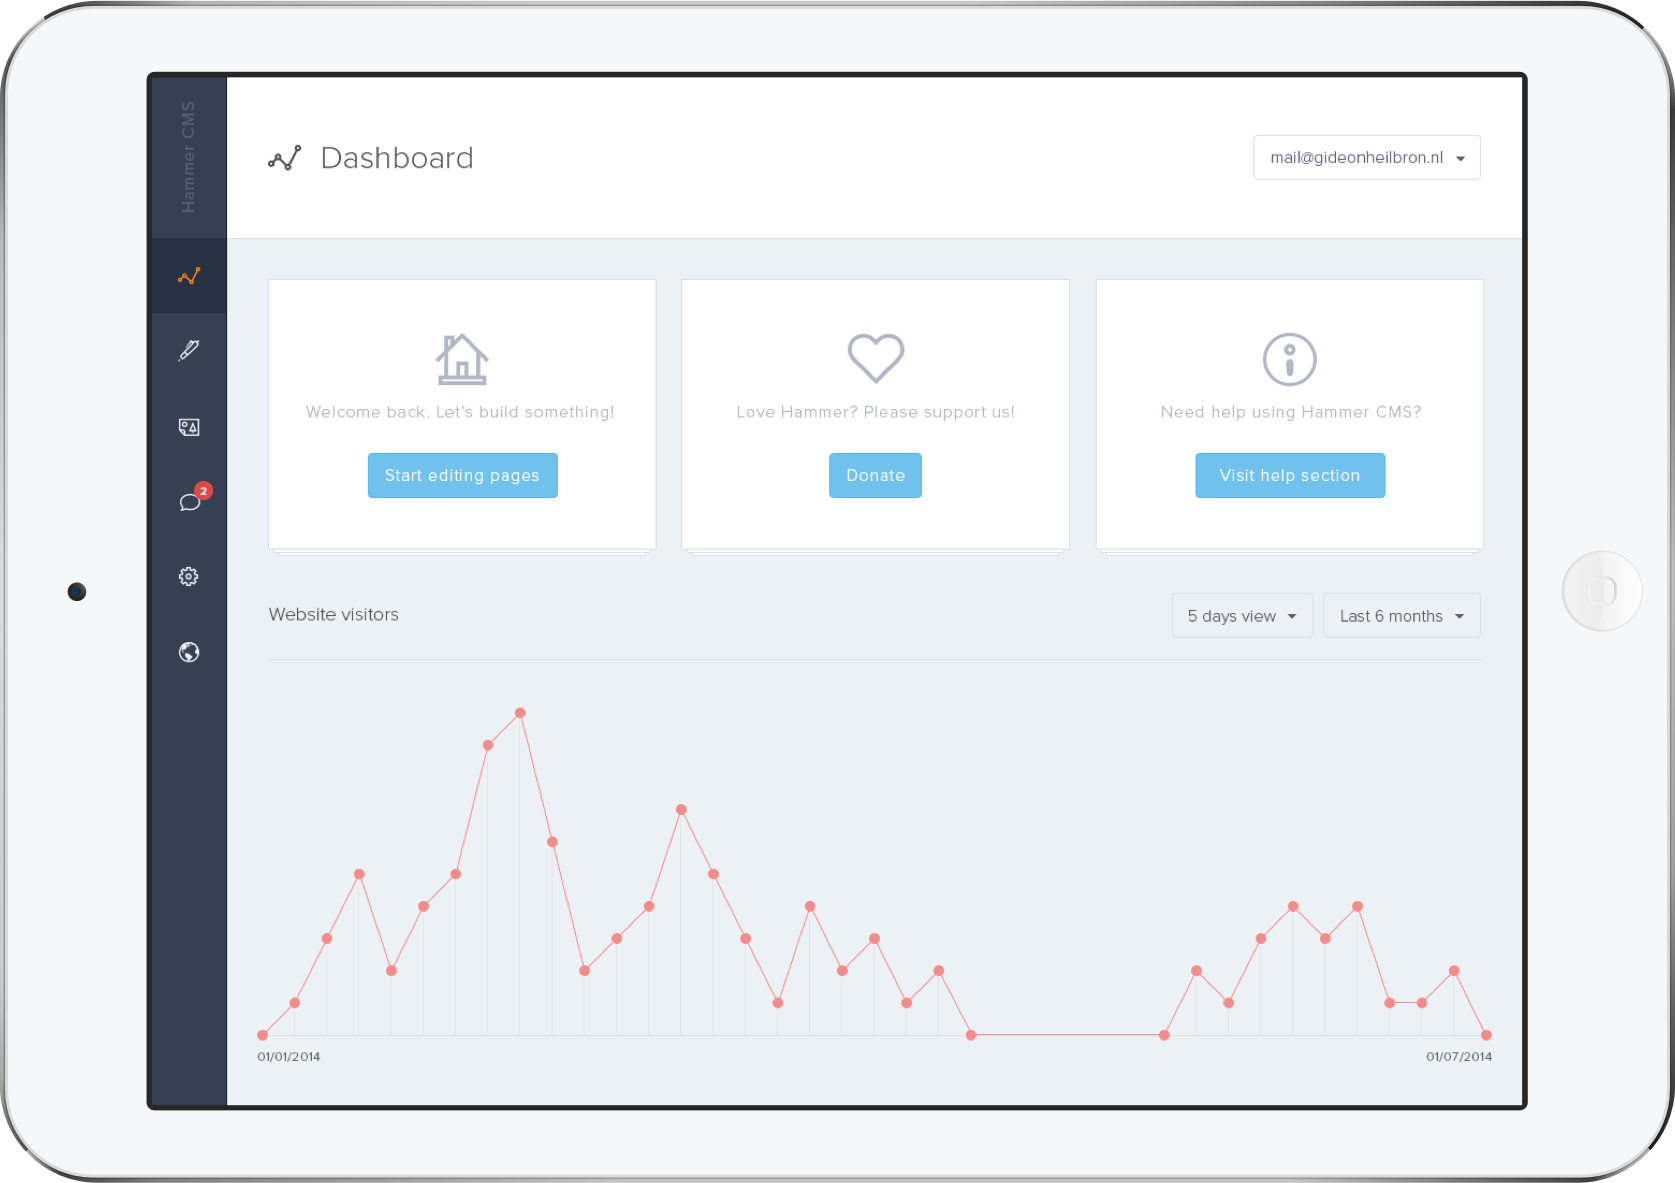 Hammer CMS
Dashboard
mail@gideonheilbron.nl
Welcome back. Let's build something!
Start editing pages
Love Hammer? Please support us!
Donate
Need help using Hammer CMS?
Visit help section
2
Website visitors
5 days view
Last 6 months
01/01/2014
01/07/2014